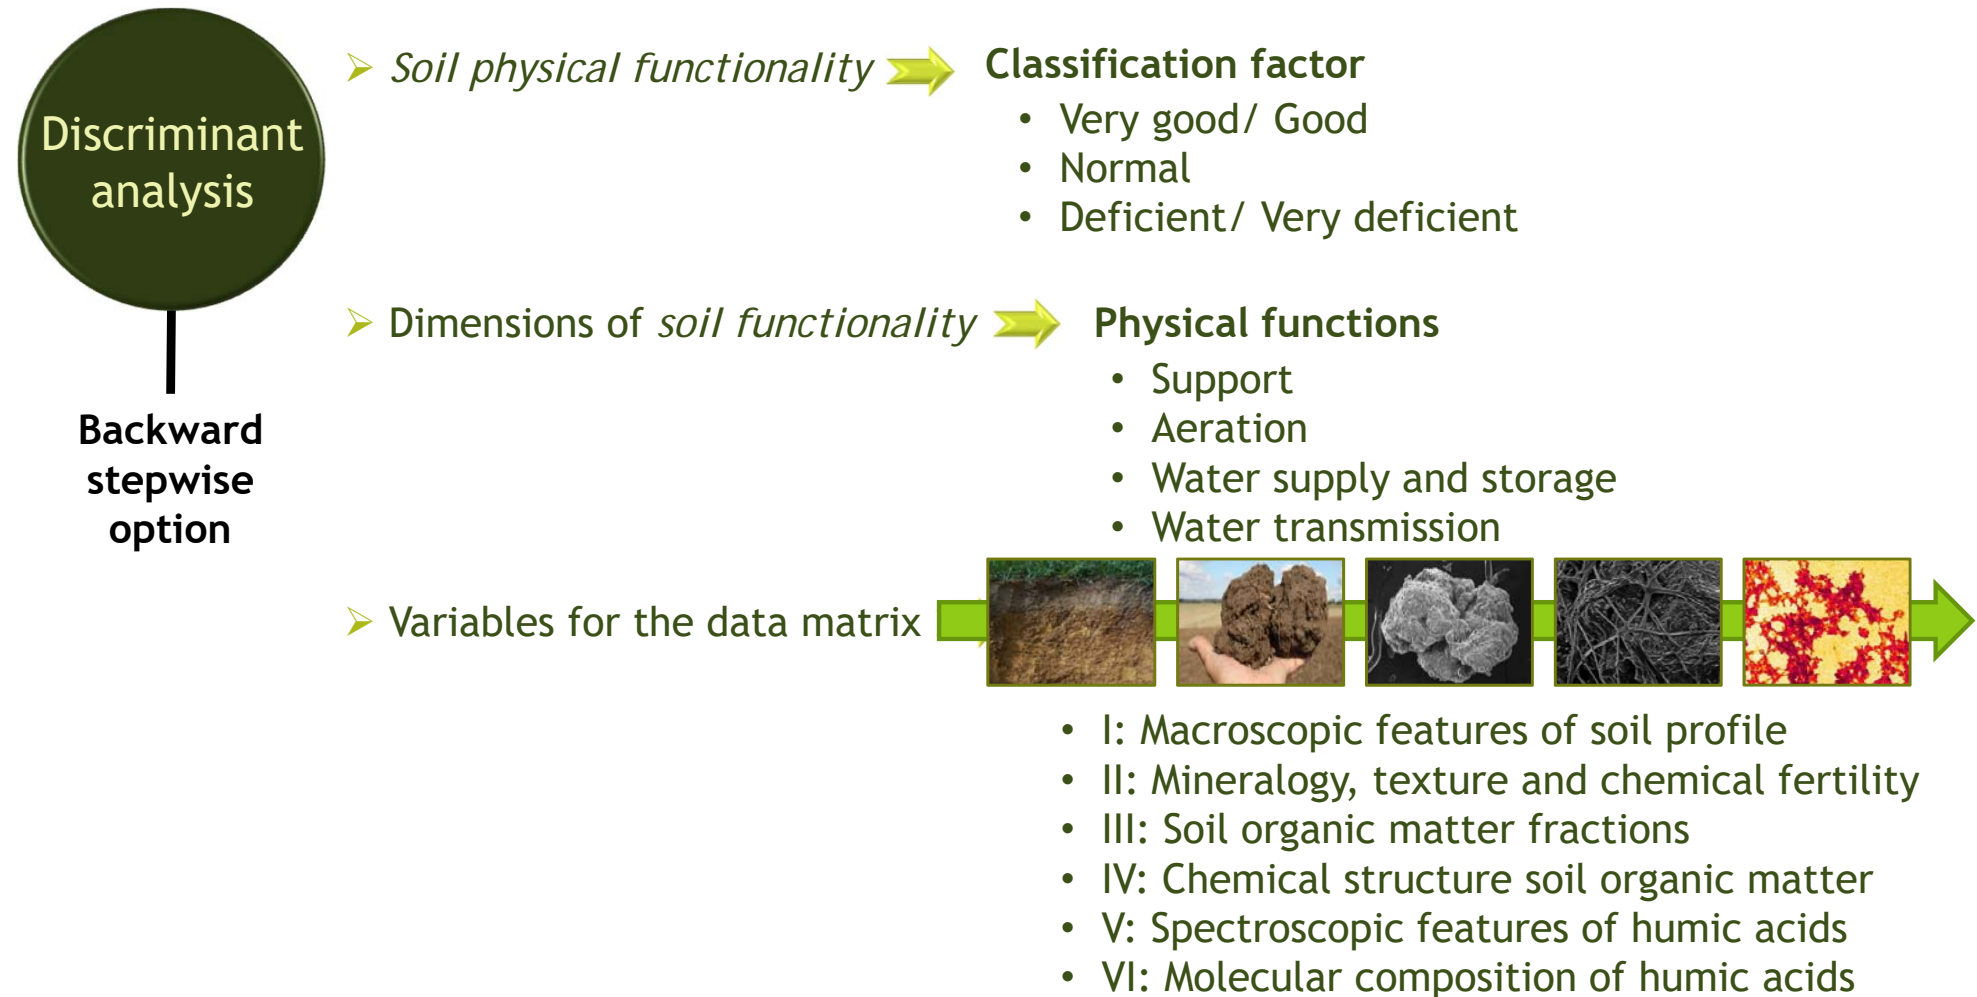 Discriminant
analysis
Backward
stepwise
option
Soil physical functionality
Classification factor
• Very good/ Good
• Normal
• Deficient/ Very deficient
Dimensions of soil functionality
Physical functions
• Support
• Aeration
• Water supply and storage
• Water transmission
Variables for the data matrix
• I: Macroscopic features of soil profile
• II: Mineralogy, texture and chemical fertility
• III: Soil organic matter fractions
• IV: Chemical structure soil organic matter
• V: Spectroscopic features of humic acids
• VI: Molecular composition of humic acids